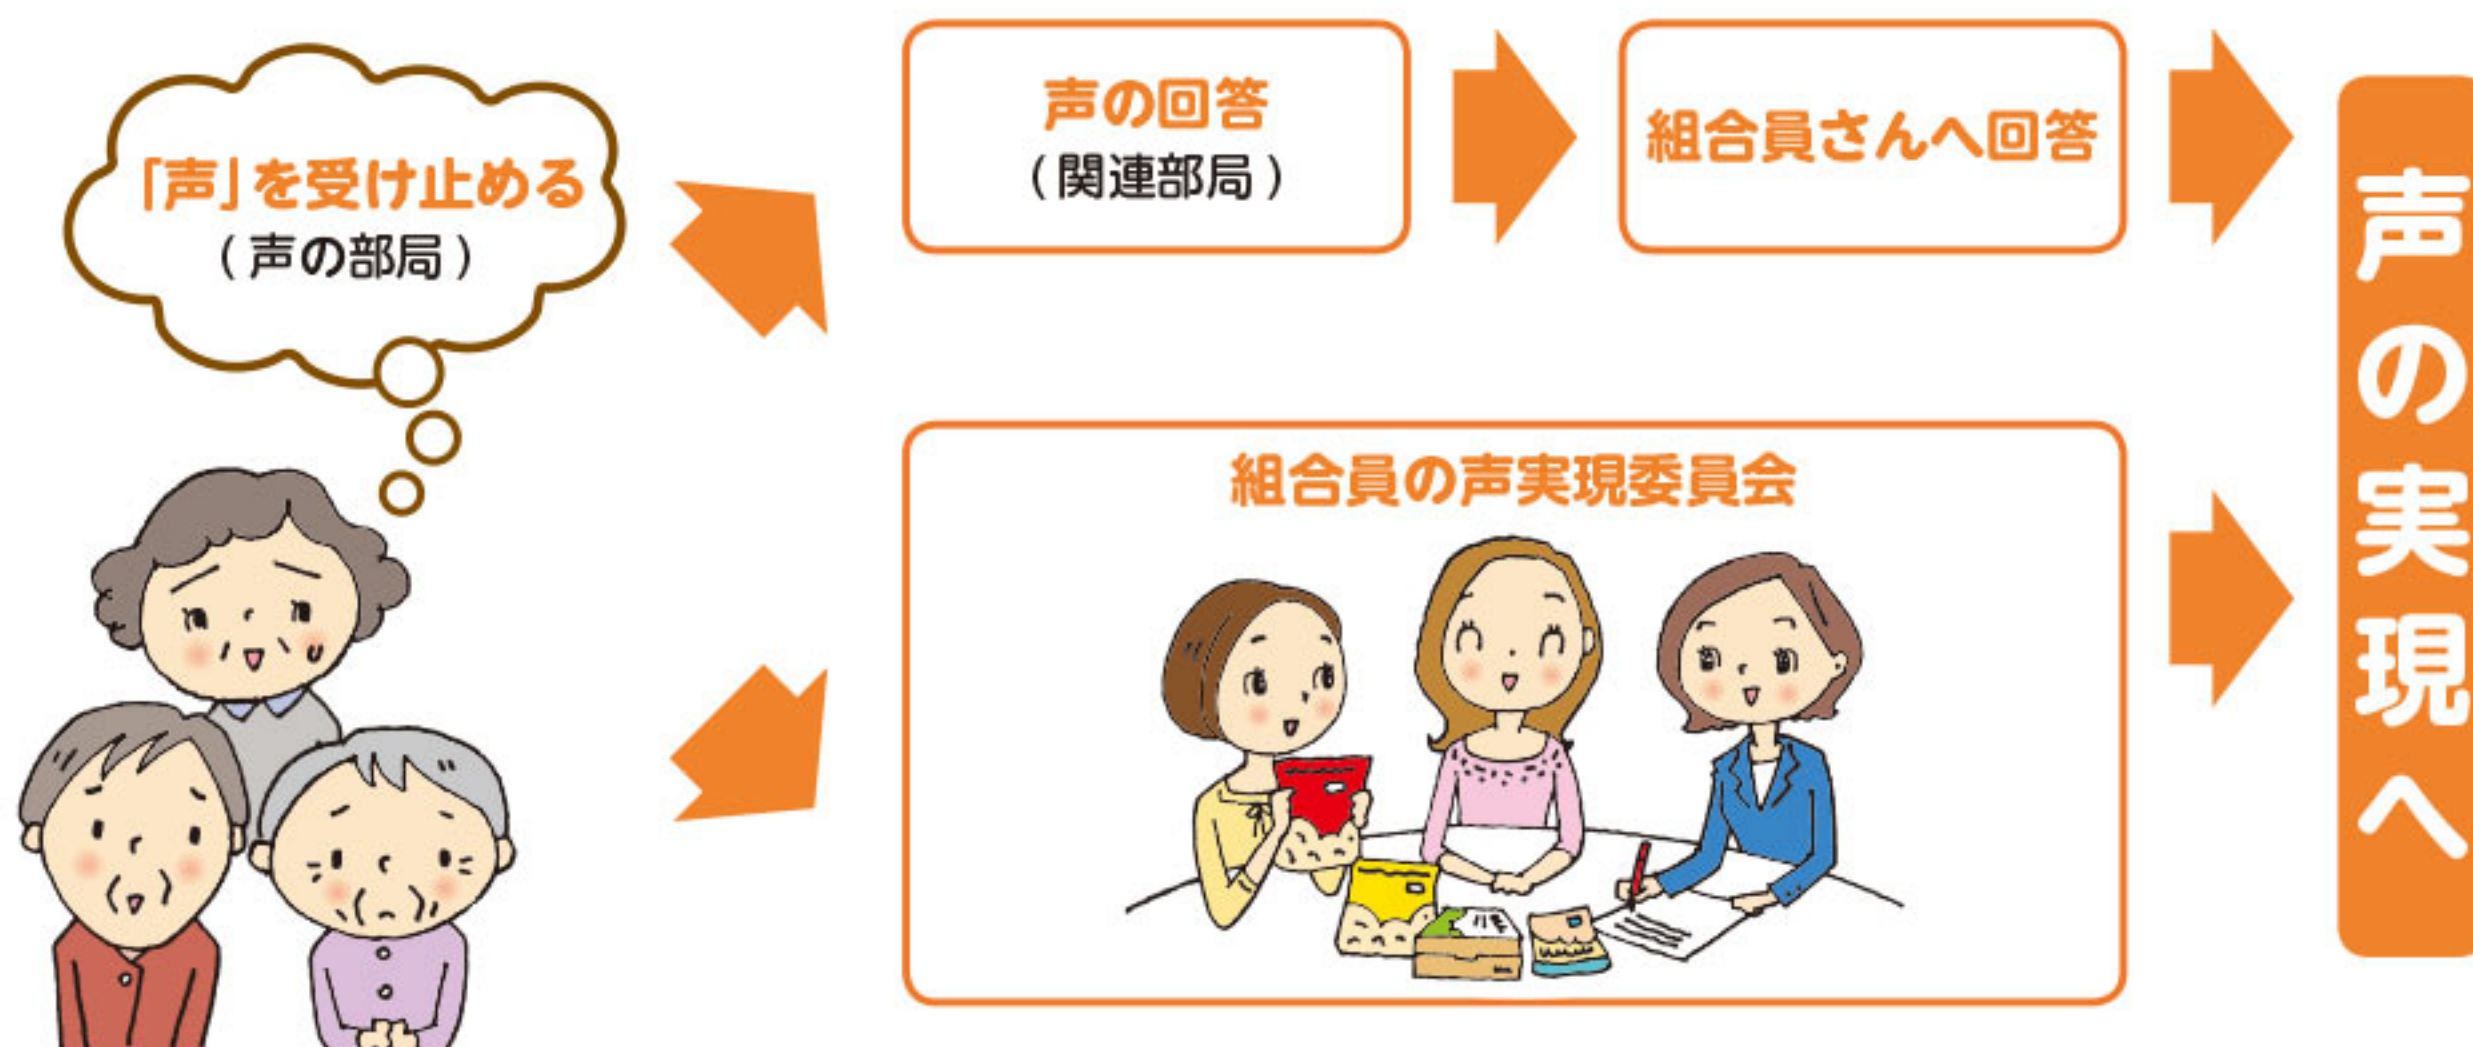 「声」を受け止める
(声の部局)
声の回答
(関連部局)
組合員さんへ回答
組合員の声実現委員会
声の実現へ